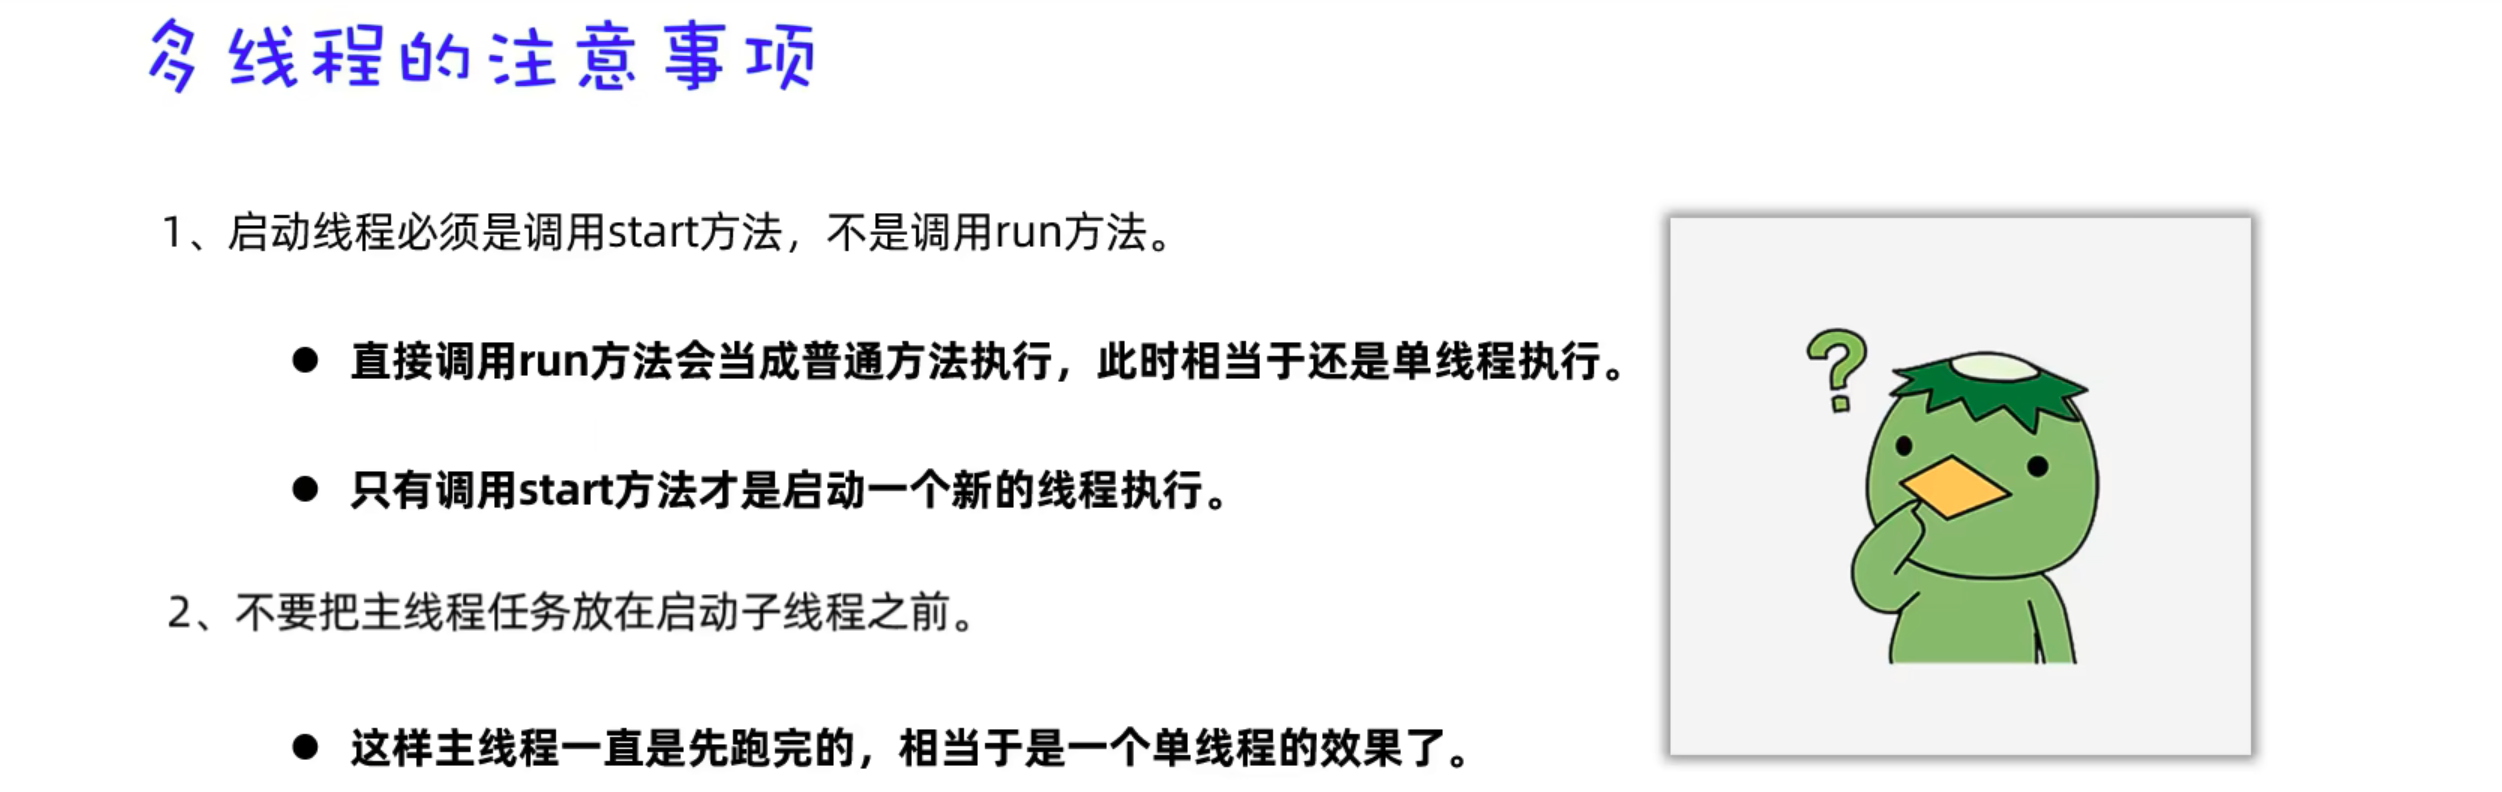 多线程的注意事项
1、启动线程必须是调用start方法，不是调用run方法。
● 直接调用run方法会当成普通方法执行，此时相当于还是单线程执行。
● 只有调用start方法才是启动一个新的线程执行。
2、不要把主线程任务放在启动子线程之前。
● 这样主线程一直是先跑完的，相当于是一个单线程的效果了。
?